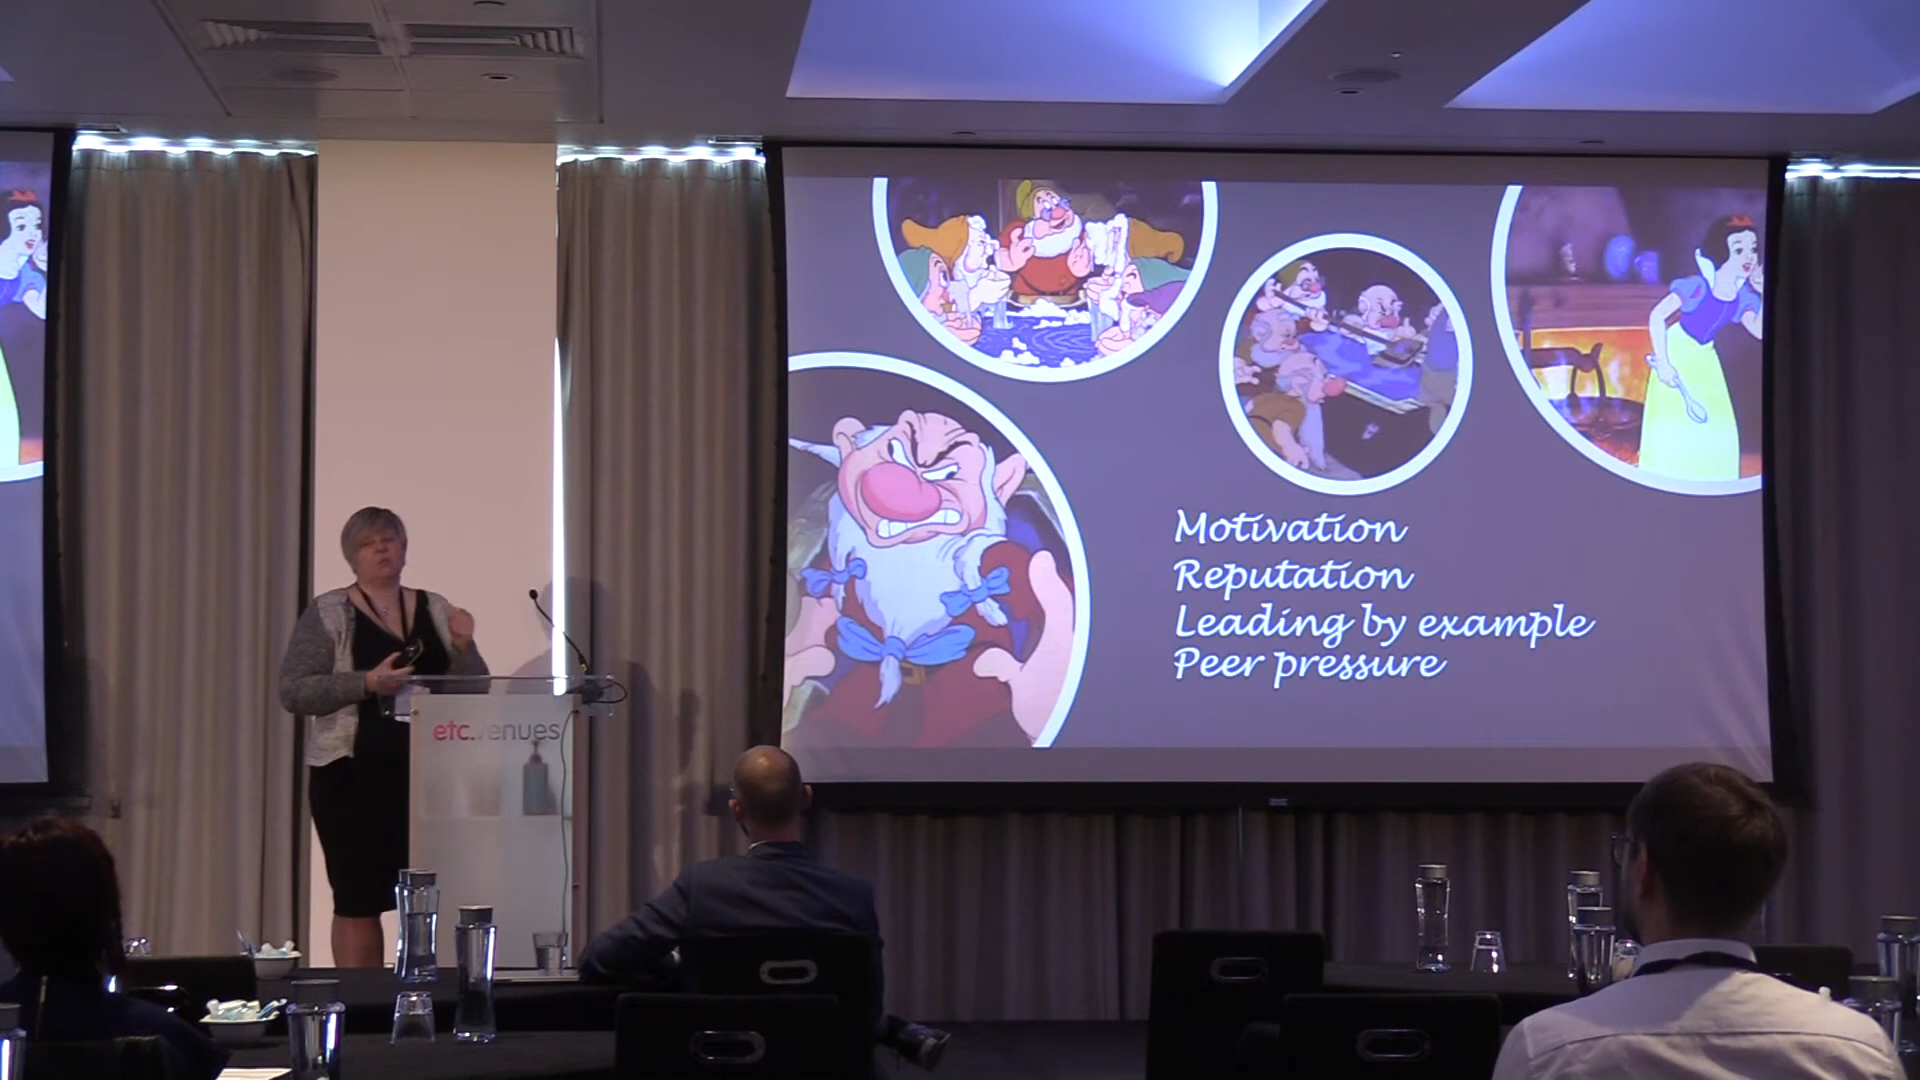 Motivation
Reputation
Leading by example
Peer pressure
etc.venues